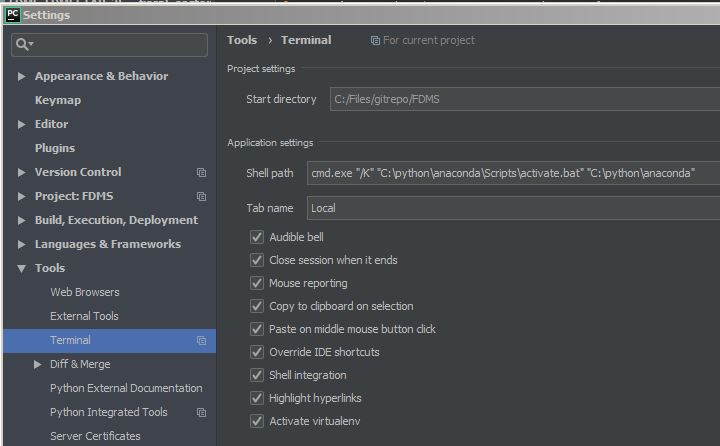 PC Settings
Tools › Terminal For current project
Appearance & Behavior
Keymap
Editor
Plugins
Version Control
Project: FDMS
Build, Execution, Deployment
Languages & Frameworks
Tools
Web Browsers
External Tools
Terminal
Diff & Merge
Python External Documentation
Python Integrated Tools
Server Certificates
Project settings
Start directory C:/Files/gitrepo/FDMS
Application settings
Shell path cmd.exe "/K" "C:\python\anaconda\Scripts\activate.bat" "C:\python\anaconda"
Tab name Local
Audible bell
Close session when it ends
Mouse reporting
Copy to clipboard on selection
Paste on middle mouse button click
Override IDE shortcuts
Shell integration
Highlight hyperlinks
Activate virtualenv